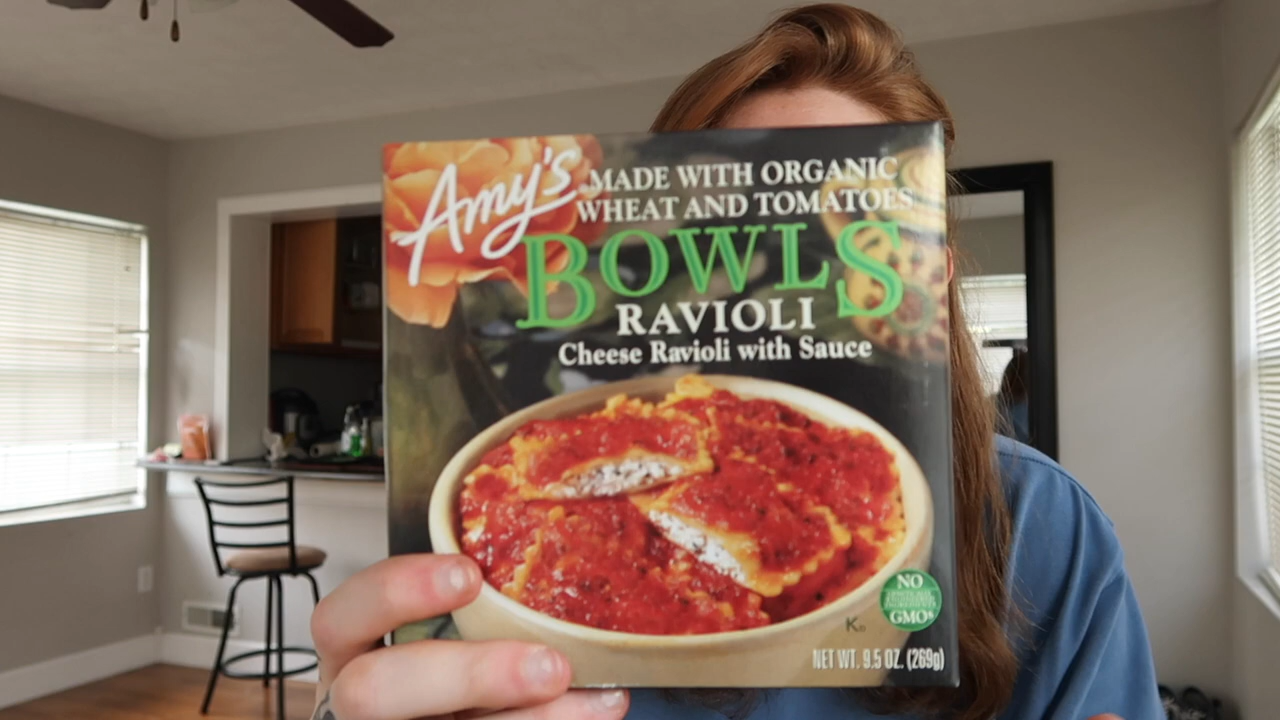 Amy's
MADE WITH ORGANIC
WHEAT AND TOMATOES
BOWLS
RAVIOLI
Cheese Ravioli with Sauce
NO
GMOs
K
NET WT. 9.5 OZ. (269g)